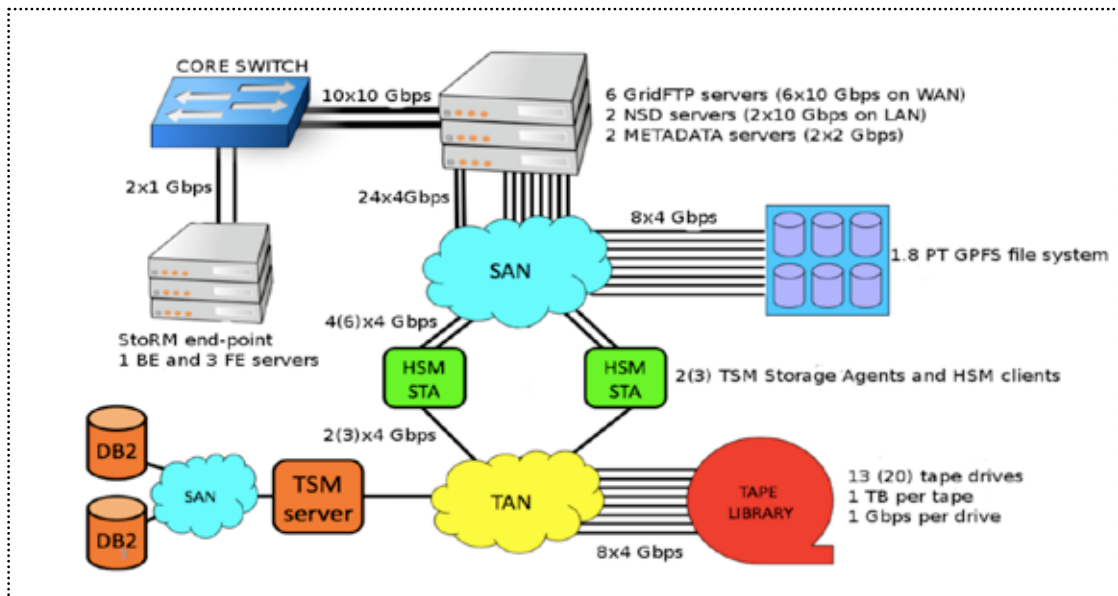 CORE SWITCH
10x10 Gbps
6 GridFTP servers (6x10 Gbps on WAN)
2 NSD servers (2x10 Gbps on LAN)
2 METADATA servers (2x2 Gbps)
2x1 Gbps
24x4Gbps
8x4 Gbps
SAN
1.8 PT GPFS file system
StoRM end-point
1 BE and 3 FE servers
4(6)x4 Gbps
HSM
STA
HSM
STA
2(3) TSM Storage Agents and HSM clients
2(3)x4 Gbps
DB2
SAN
TSM
server
TAN
TAPE
LIBRARY
13 (20) tape drives
1 TB per tape
1 Gbps per drive
DB2
8x4 Gbps